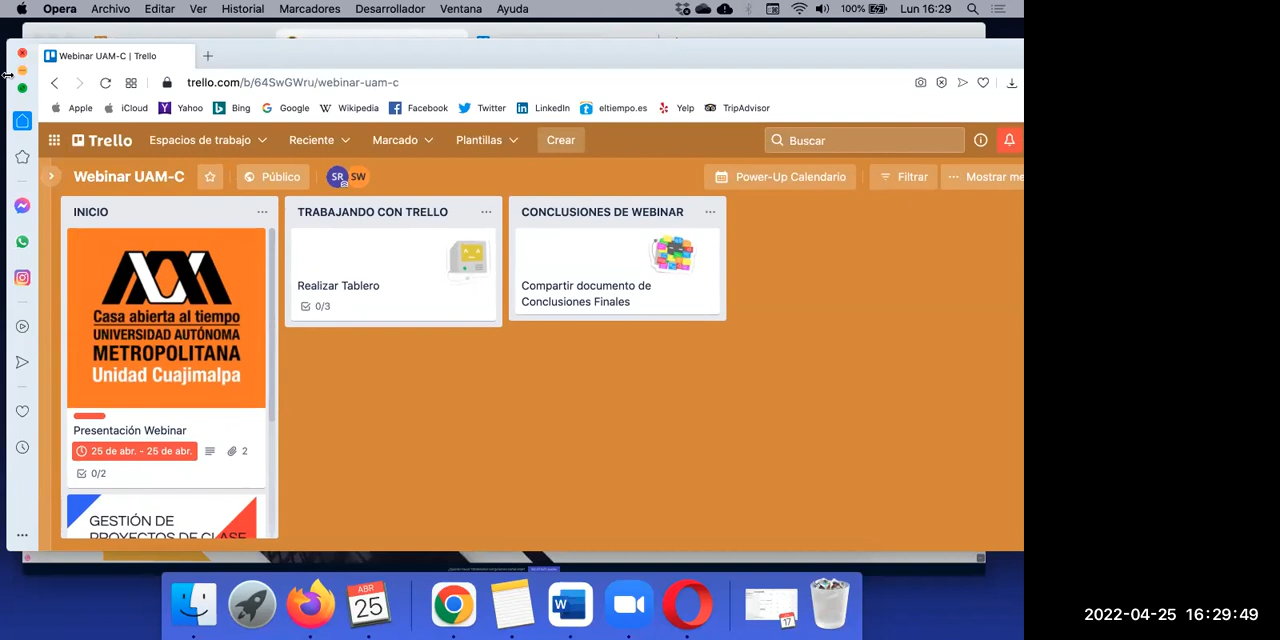 Opera Archivo Editar Ver Historial Marcadores Desarrollador Ventana Ayuda 100% Lun 16:29
Webinar UAM-C | Trello
trello.com/b/64SwGWru/webinar-uam-c
Apple iCloud Yahoo Bing Google Wikipedia Facebook Twitter LinkedIn eltiempo.es Yelp TripAdvisor
Trello Espacios de trabajo Reciente Marcado Plantillas Crear Buscar
Webinar UAM-C Público SR SW Power-Up Calendario Filtrar Mostrar me
INICIO
Casa abierta al tiempo
UNIVERSIDAD AUTÓNOMA
METROPOLITANA
Unidad Cuajimalpa
Presentación Webinar
25 de abr. - 25 de abr. 2
0/2
GESTIÓN DE
PROYECTOS DE CLASE
TRABAJANDO CON TRELLO
Realizar Tablero
0/3
CONCLUSIONES DE WEBINAR
Compartir documento de
Conclusiones Finales
ABR
25
W
17
2022-04-25 16:29:49